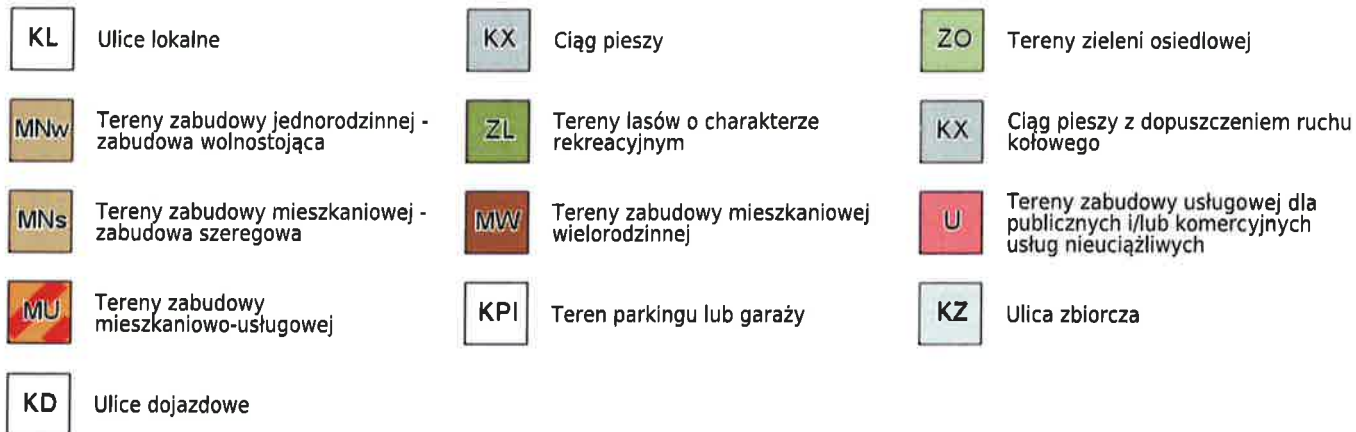 KL Ulice lokalne
KX Ciąg pieszy
ZO Tereny zieleni osiedlowej
MNw Tereny zabudowy jednorodzinnej -
zabudowa wolnostojąca
ZL Tereny lasów o charakterze
rekreacyjnym
KX Ciąg pieszy z dopuszczeniem ruchu
kołowego
MNs Tereny zabudowy mieszkaniowej -
zabudowa szeregowa
MW Tereny zabudowy mieszkaniowej
wielorodzinnej
U Tereny zabudowy usługowej dla
publicznych i/lub komercyjnych
usług nieuciążliwych
MU Tereny zabudowy
mieszkaniowo-usługowej
KPI Teren parkingu lub garaży
KZ Ulica zbiorcza
KD Ulice dojazdowe